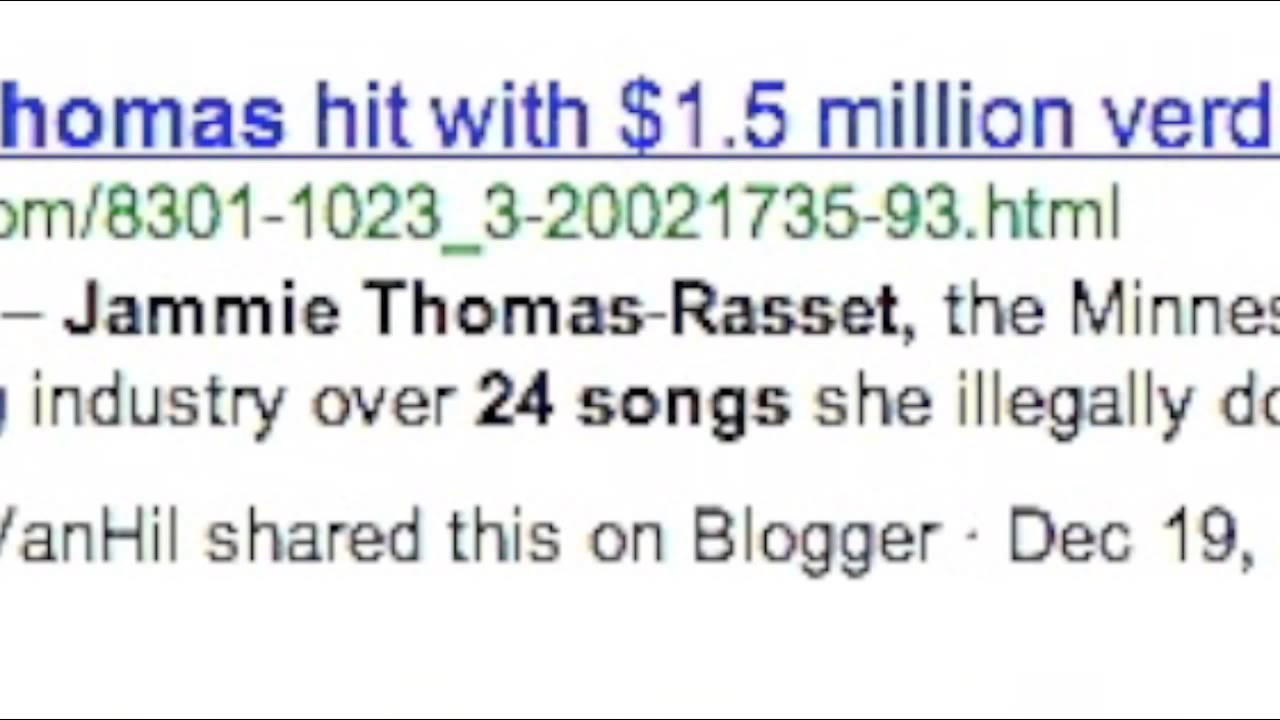 homas hit with $1.5 million verd
om/8301-1023_3-20021735-93.html
– Jammie Thomas-Rasset, the Minnes
g industry over 24 songs she illegally do
VanHil shared this on Blogger · Dec 19,